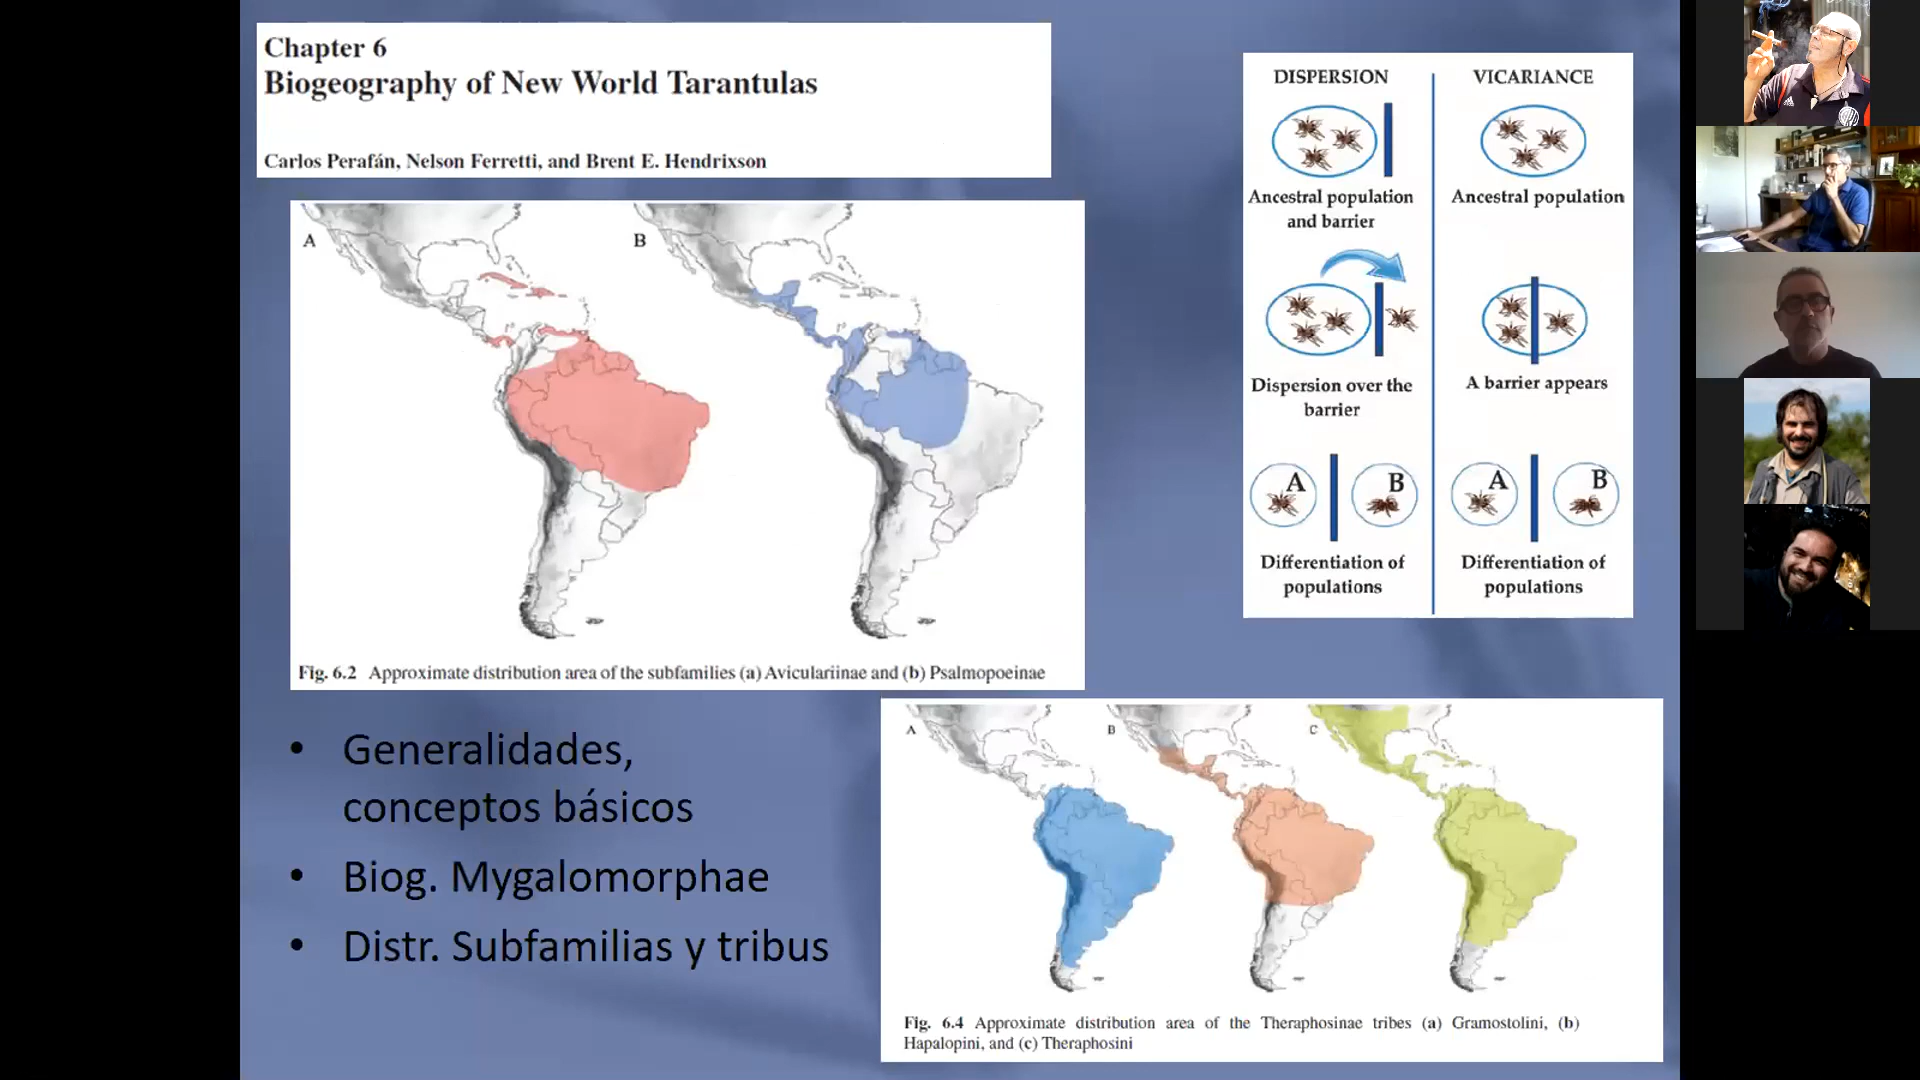 Chapter 6
Biogeography of New World Tarantulas
Carlos Perafán, Nelson Ferretti, and Brent E. Hendrixson
A
B
Fig. 6.2 Approximate distribution area of the subfamilies (a) Aviculariinae and (b) Psalmopoeinae
DISPERSION
VICARIANCE
Ancestral population
and barrier
Ancestral population
Dispersion over the
barrier
A barrier appears
A
B
A
B
Differentiation of
populations
Differentiation of
populations
• Generalidades,
conceptos básicos
• Biog. Mygalomorphae
• Distr. Subfamilias y tribus
A
B
C
Fig. 6.4 Approximate distribution area of the Theraphosinae tribes (a) Gramostolini, (b)
Hapalopini, and (c) Theraphosini